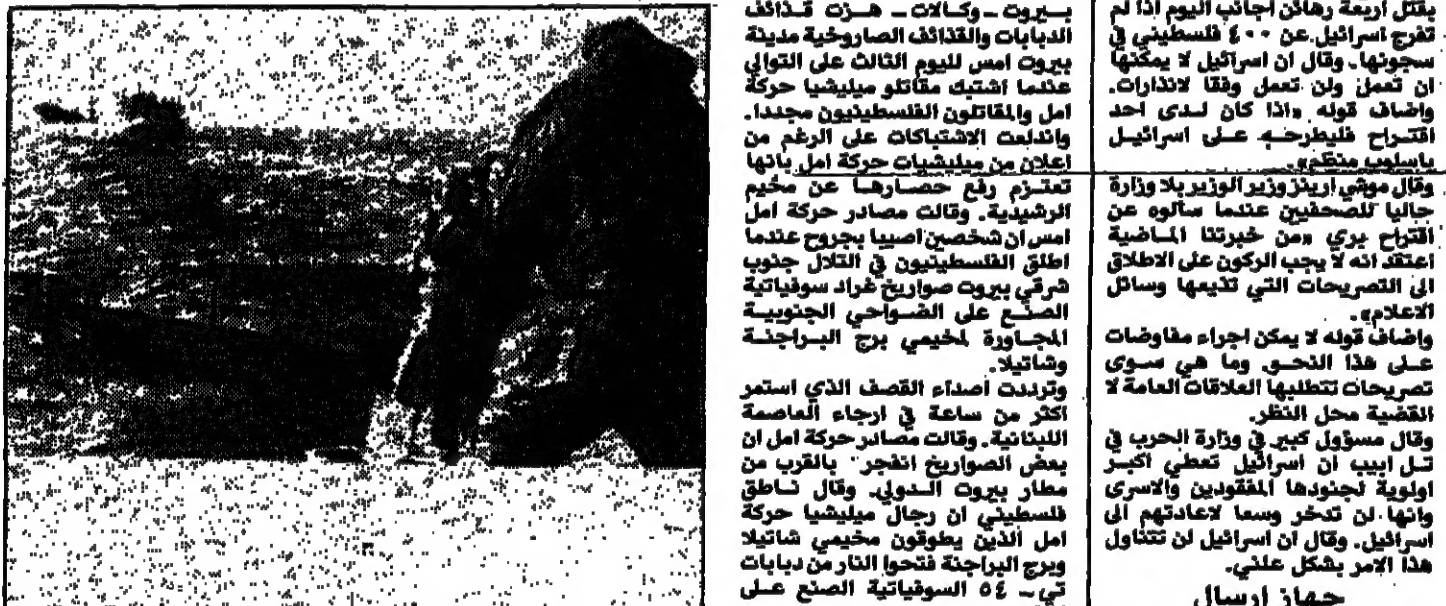 يقتل اربعة رهائن اجانب اليوم اذا لم
تفرج اسرائيل عن ٤٠٠ فلسطيني في
سجونها. وقال ان اسرائيل لا يمكنها
ان تعمل ولن تعمل وفقا لانذارات.
واضاف قوله «اذا كان لدى احد
اقتراح فليطرحه على اسرائيل
باسلوب منظم».
وقال موشي ارينز وزير الوزير بلا وزارة
جاليا للصحفيين عندما سألوه عن
اقتراح بري «من خبرتنا الماضية
اعتقد انه لا يجب الركون على الاطلاق
الى التصريحات التي تذيعها وسائل
الاعلام».
واضاف قوله لا يمكن اجراء مفاوضات
على هذا النحو. وما هي سوى
تصريحات تتطلبها العلاقات العامة لا
القضية محل النظر.
وقال مسؤول كبير في وزارة الحرب في
تل ابيب ان اسرائيل تعطي اكبر
اولوية لجنودها المفقودين والاسرى
وانها لن تدخر وسعا لاعادتهم الى
اسرائيل. وقال ان اسرائيل لن تتناول
هذا الامر بشكل علني.
جهاز ارسال
بيروت ـ وكالات ـ هزت قذائف
الدبابات والقذائف الصاروخية مدينة
بيروت امس لليوم الثالث على التوالي
عندما اشتبك مقاتلو ميليشيا حركة
امل والمقاتلون الفلسطينيون مجددا.
واندلعت الاشتباكات على الرغم من
اعلان من ميليشيات حركة امل بانها
تعتزم رفع حصارها عن مخيم
الرشيدية. وقالت مصادر حركة امل
امس ان شخصين اصيبا بجروح عندما
اطلق الفلسطينيون في التلال جنوب
شرقي بيروت صواريخ غراد سوفياتية
الصنع على الضواحي الجنوبية
المجاورة لمخيمي برج البراجنة
وشاتيلا.
وترددت أصداء القصف الذي استمر
اكثر من ساعة في ارجاء العاصمة
اللبنانية. وقالت مصادر حركة امل ان
بعض الصواريخ انفجر بالقرب من
مطار بيروت الدولي. وقال ناطق
فلسطيني ان رجال ميليشيا حركة
امل الذين يطوقون مخيمي شاتيلا
وبرج البراجنة فتحوا النار من دبابات
تي ـ ٥٤ السوفياتية الصنع على